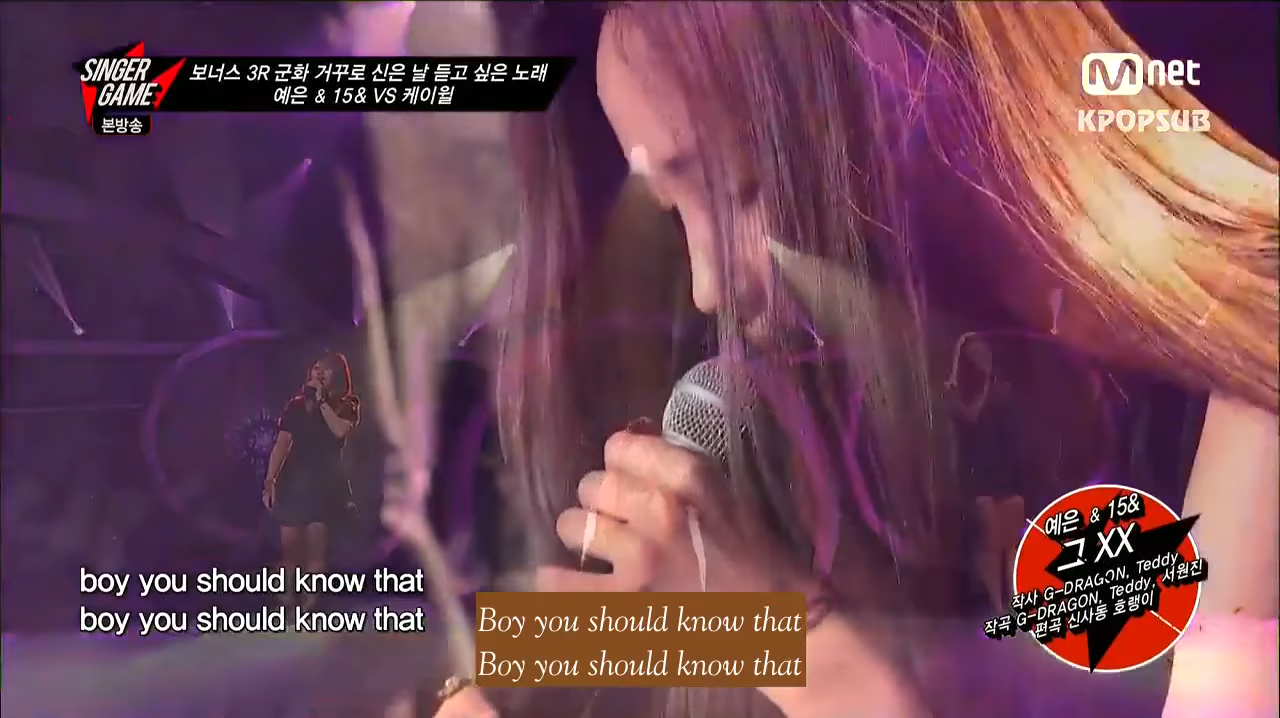 SINGER
GAME
본방송
보너스 3R 군화 거꾸로 신은 날 듣고 싶은 노래
예은 & 15& VS 케이윌
Mnet
KPOPSUB
예은 & 15&
그 XX
작사 G-DRAGON, Teddy
작곡 G-DRAGON, Teddy, 서원진
편곡 신사동 호랭이
boy you should know that
boy you should know that
Boy you should know that
Boy you should know that